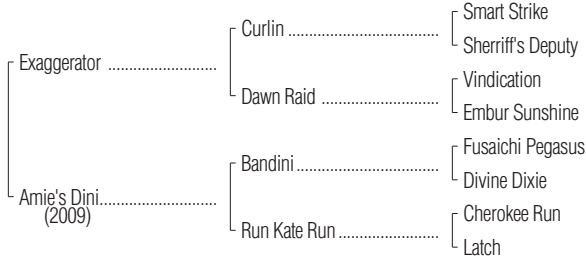 Smart Strike
Curlin ................................
Sherriff's Deputy
Exaggerator ........................
Vindication
Dawn Raid .........................
Embur Sunshine
Fusaichi Pegasus
Bandini ...............................
Divine Dixie
Amie's Dini..........................
(2009)
Cherokee Run
Run Kate Run .....................
Latch